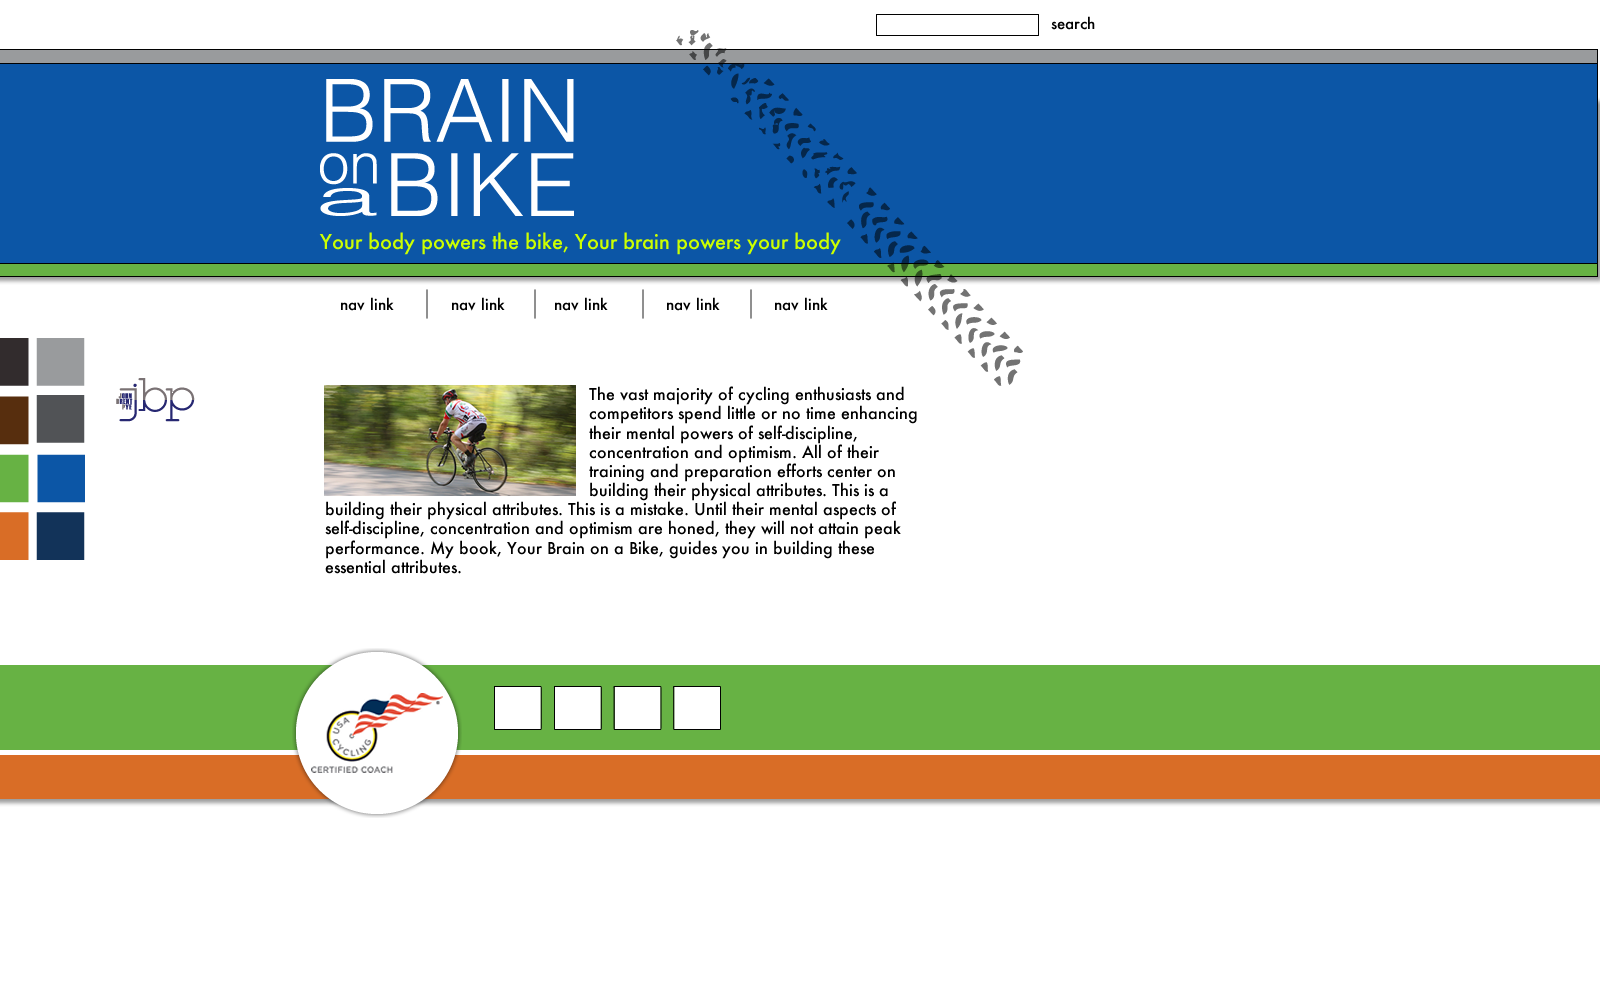 search
BRAIN
on
a BIKE
Your body powers the bike, Your brain powers your body
nav link nav link nav link nav link nav link
JOHN
BRENT
PYE
jbp
The vast majority of cycling enthusiasts and
competitors spend little or no time enhancing
their mental powers of self-discipline,
concentration and optimism. All of their
training and preparation efforts center on
building their physical attributes. This is a
building their physical attributes. This is a mistake. Until their mental aspects of
self-discipline, concentration and optimism are honed, they will not attain peak
performance. My book, Your Brain on a Bike, guides you in building these
essential attributes.
USA
CYCLING
CERTIFIED COACH